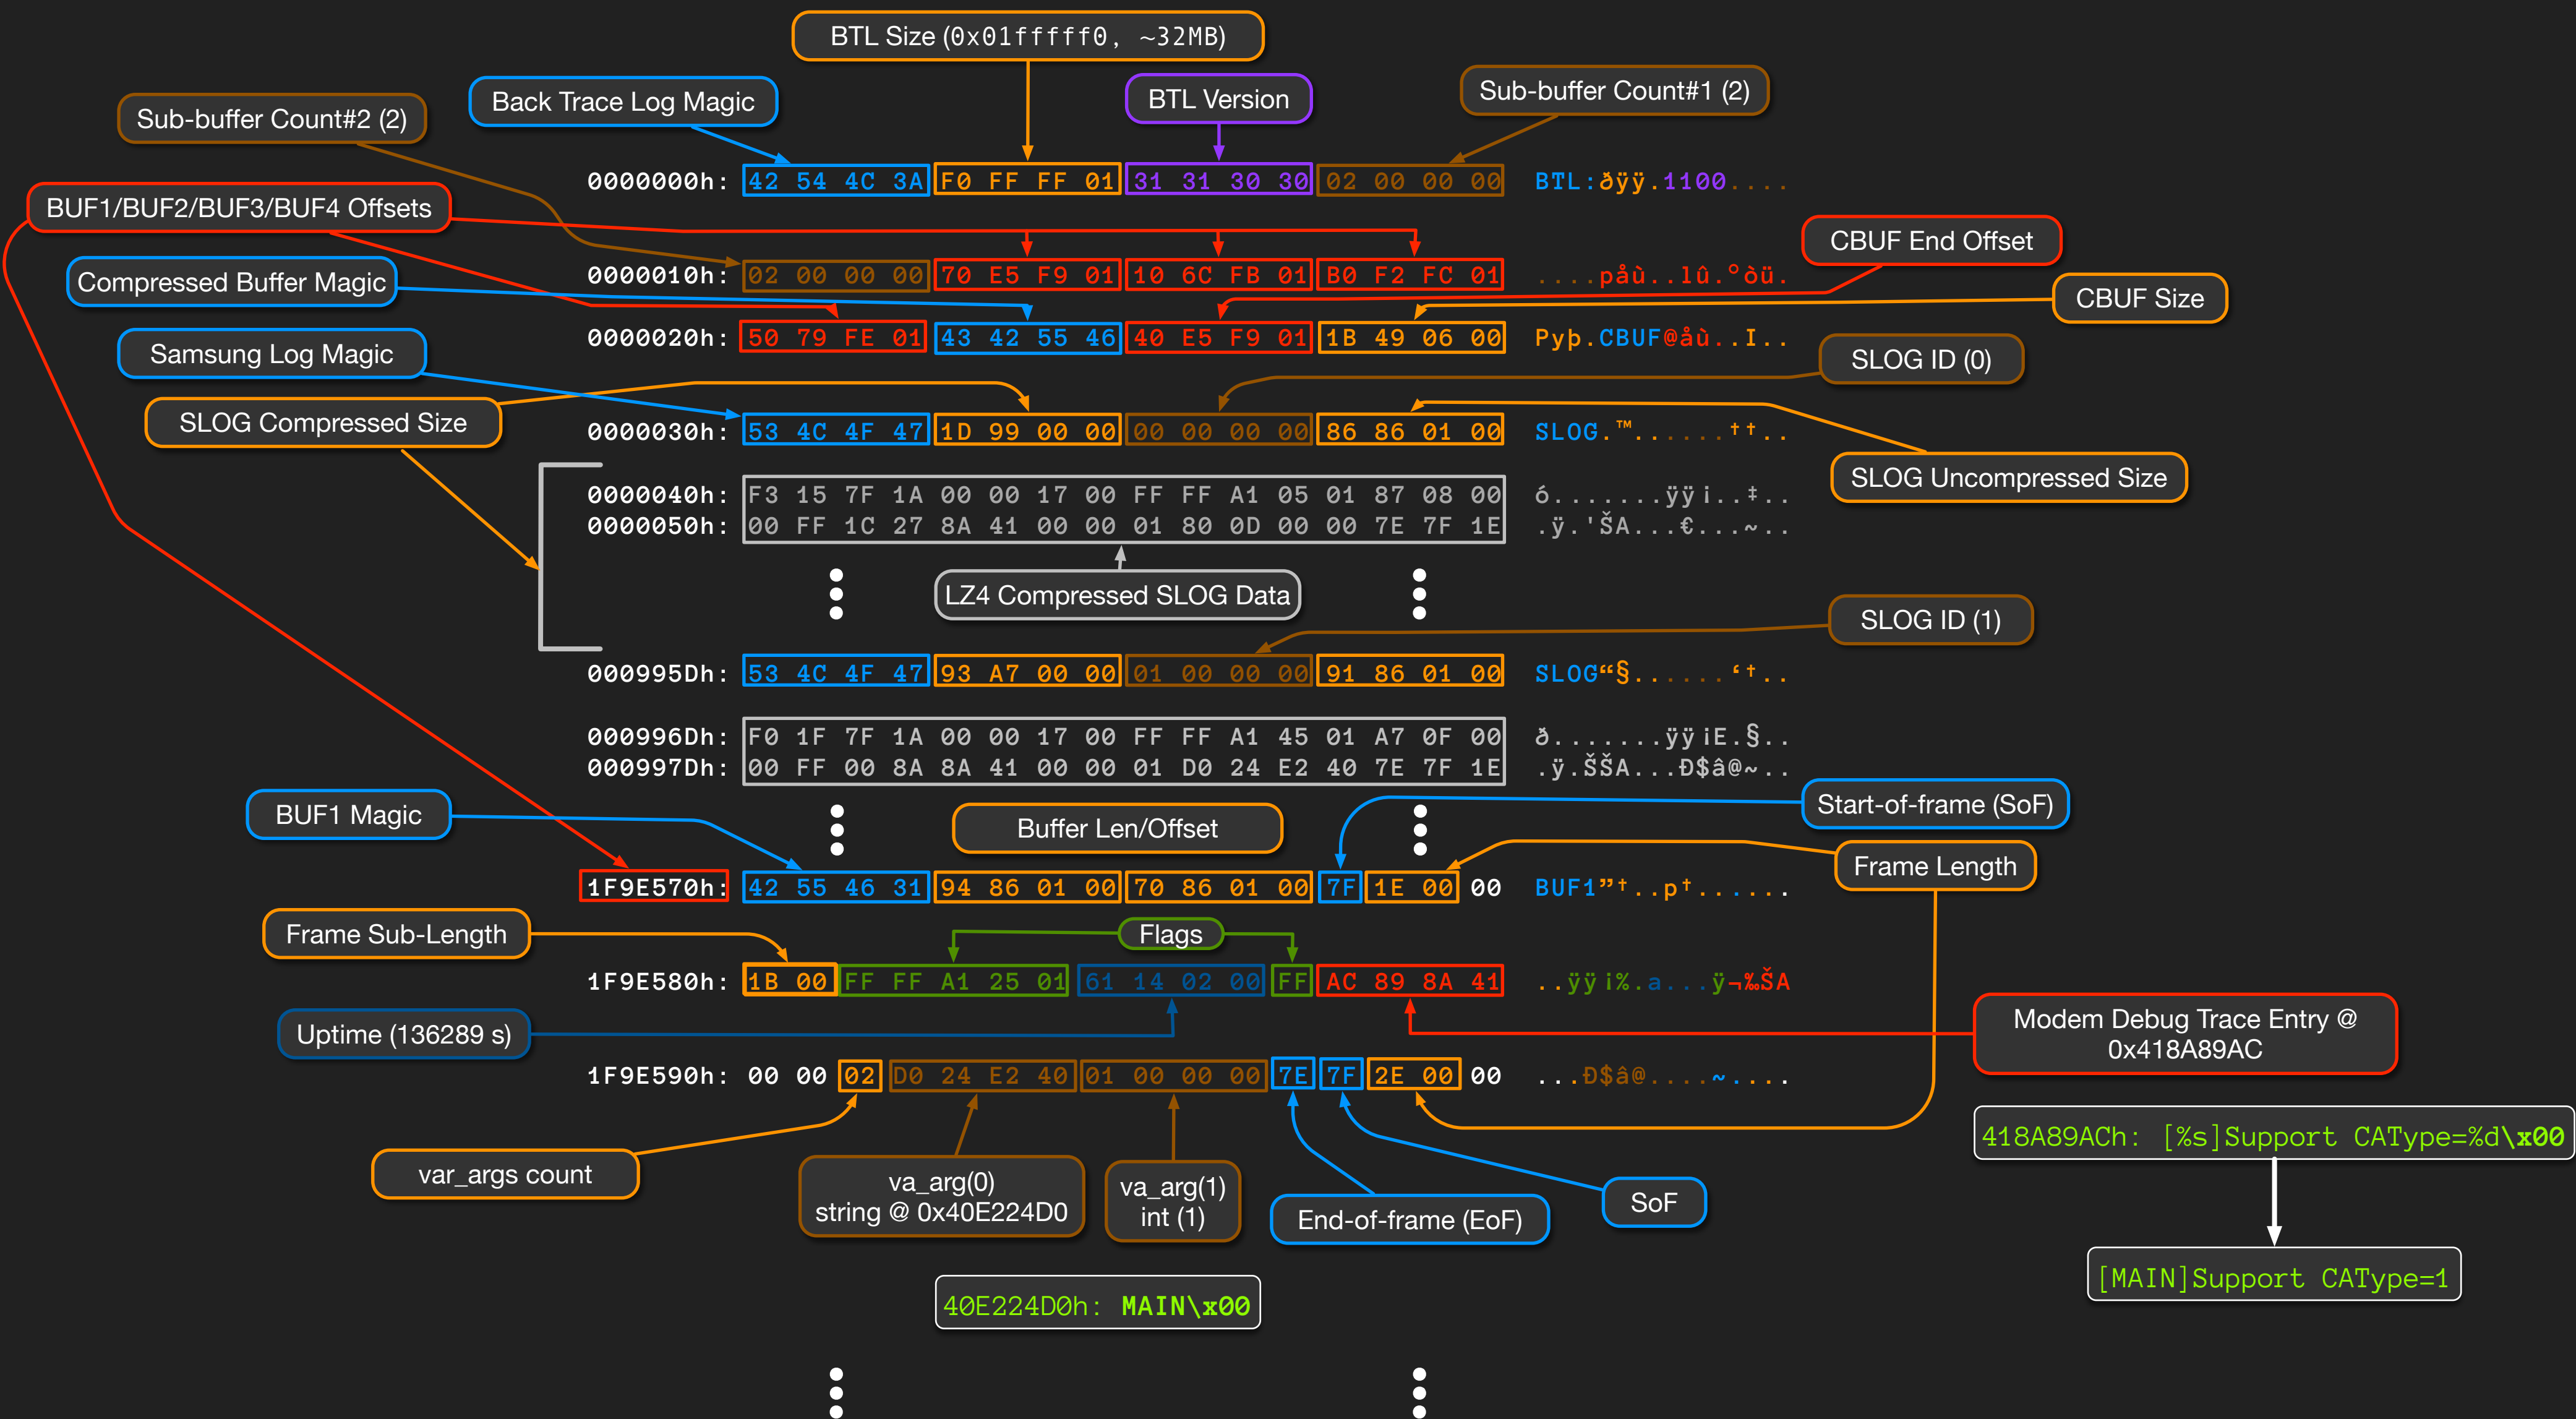 BTL Size (0x01fffff0, ~32MB)
Back Trace Log Magic
BTL Version
Sub-buffer Count#1 (2)
Sub-buffer Count#2 (2)
0000000h: 42 54 4C 3A F0 FF FF 01 31 31 30 30 02 00 00 00 BTL:ðÿÿ.1100....
BUF1/BUF2/BUF3/BUF4 Offsets
CBUF End Offset
0000010h: 02 00 00 00 70 E5 F9 01 10 6C FB 01 B0 F2 FC 01 ....påù..lû.°òü.
Compressed Buffer Magic
CBUF Size
0000020h: 50 79 FE 01 43 42 55 46 40 E5 F9 01 1B 49 06 00 Pyþ.CBUF@åù..I..
Samsung Log Magic
SLOG ID (0)
SLOG Compressed Size
0000030h: 53 4C 4F 47 1D 99 00 00 00 00 00 00 86 86 01 00 SLOG.™......††..
SLOG Uncompressed Size
0000040h: F3 15 7F 1A 00 00 17 00 FF FF A1 05 01 87 08 00 ó.......ÿÿ¡..‡..
0000050h: 00 FF 1C 27 8A 41 00 00 01 80 0D 00 00 7E 7F 1E .ÿ.'ŠA...€...~..
LZ4 Compressed SLOG Data
SLOG ID (1)
000995Dh: 53 4C 4F 47 93 A7 00 00 01 00 00 00 91 86 01 00 SLOG“§......‘†..
000996Dh: F0 1F 7F 1A 00 00 17 00 FF FF A1 45 01 A7 0F 00 ð.......ÿÿ¡E.§..
000997Dh: 00 FF 00 8A 8A 41 00 00 01 D0 24 E2 40 7E 7F 1E .ÿ.ŠŠA...Ð$â@~..
BUF1 Magic
Buffer Len/Offset
Start-of-frame (SoF)
Frame Length
1F9E570h: 42 55 46 31 94 86 01 00 70 86 01 00 7F 1E 00 00 BUF1”†..p†......
Frame Sub-Length
Flags
1F9E580h: 1B 00 FF FF A1 25 01 61 14 02 00 FF AC 89 8A 41 ..ÿÿ¡%.a...ÿ¬‰ŠA
Uptime (136289 s)
Modem Debug Trace Entry @
0x418A89AC
1F9E590h: 00 00 02 D0 24 E2 40 01 00 00 00 7E 7F 2E 00 00 ...Ð$â@....~....
418A89ACh: [%s]Support CAType=%d\x00
var_args count
va_arg(0)
string @ 0x40E224D0
va_arg(1)
int (1)
End-of-frame (EoF)
SoF
[MAIN]Support CAType=1
40E224D0h: MAIN\x00